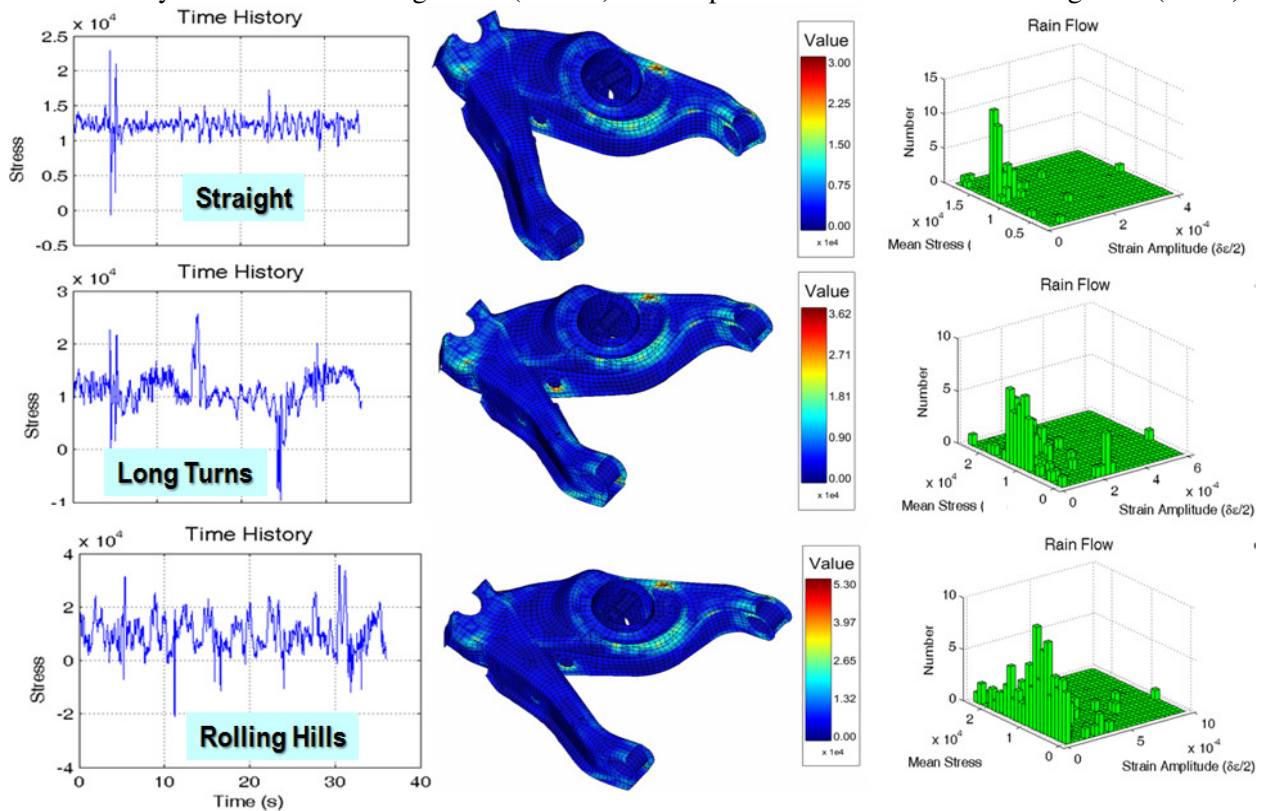 Time History
x 10^4
2.5
2
1.5
1
0.5
0
-0.5
Stress
Straight
Value
3.00
2.25
1.50
0.75
0.00
x 1e4
Rain Flow
15
10
5
0
Number
1.5
1
0.5
x 10^4
Mean Stress (
0
2
4
x 10^-4
Strain Amplitude (δε/2)
Time History
x 10^4
3
2
1
0
-1
Stress
Long Turns
Value
3.62
2.71
1.81
0.90
0.00
x 1e4
Rain Flow
10
5
0
Number
2
1
0
x 10^4
Mean Stress (
0
2
4
6
x 10^-4
Strain Amplitude (δε/2)
Time History
x 10^4
4
2
0
-2
-4
Stress
0
10
20
30
40
Time (s)
Rolling Hills
Value
5.30
3.97
2.65
1.32
0.00
x 1e4
Rain Flow
10
5
0
Number
2
1
0
x 10^4
Mean Stress
0
5
10
x 10^-4
Strain Amplitude (δε/2)